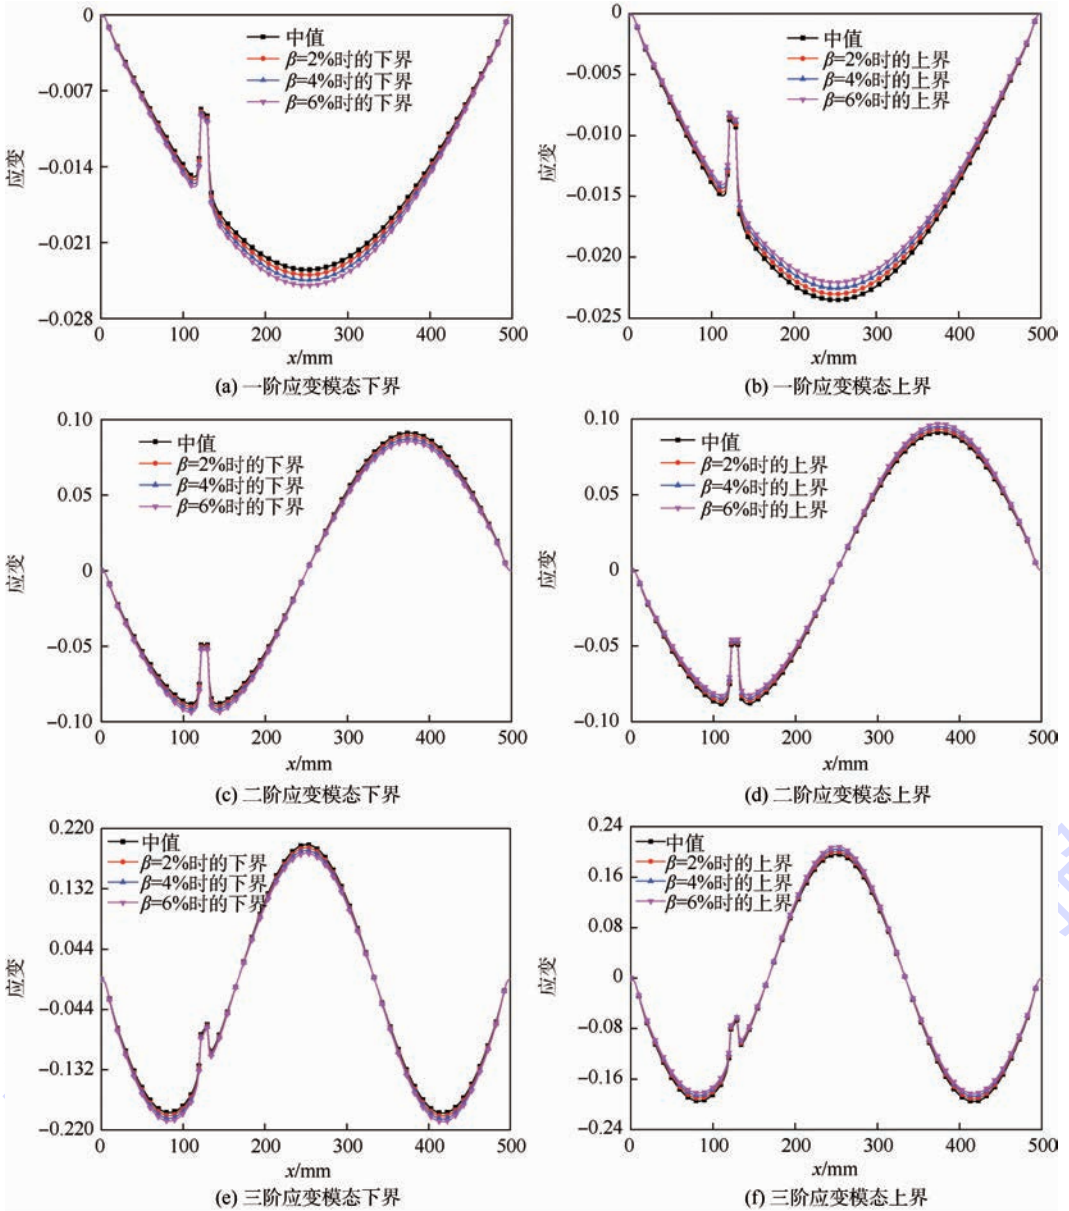 0
-0.007
-0.014
-0.021
-0.028
应变
中值
β=2%时的下界
β=4%时的下界
β=6%时的下界
0 100 200 300 400 500
x/mm
(a) 一阶应变模态下界
0
-0.005
-0.010
-0.015
-0.020
-0.025
应变
中值
β=2%时的上界
β=4%时的上界
β=6%时的上界
0 100 200 300 400 500
x/mm
(b) 一阶应变模态上界
0.10
0.05
0
-0.05
-0.10
应变
中值
β=2%时的下界
β=4%时的下界
β=6%时的下界
0 100 200 300 400 500
x/mm
(c) 二阶应变模态下界
0.10
0.05
0
-0.05
-0.10
应变
中值
β=2%时的上界
β=4%时的上界
β=6%时的上界
0 100 200 300 400 500
x/mm
(d) 二阶应变模态上界
0.220
0.132
0.044
-0.044
-0.132
-0.220
应变
中值
β=2%时的下界
β=4%时的下界
β=6%时的下界
0 100 200 300 400 500
x/mm
(e) 三阶应变模态下界
0.24
0.16
0.08
0
-0.08
-0.16
-0.24
应变
中值
β=2%时的上界
β=4%时的上界
β=6%时的上界
0 100 200 300 400 500
x/mm
(f) 三阶应变模态上界